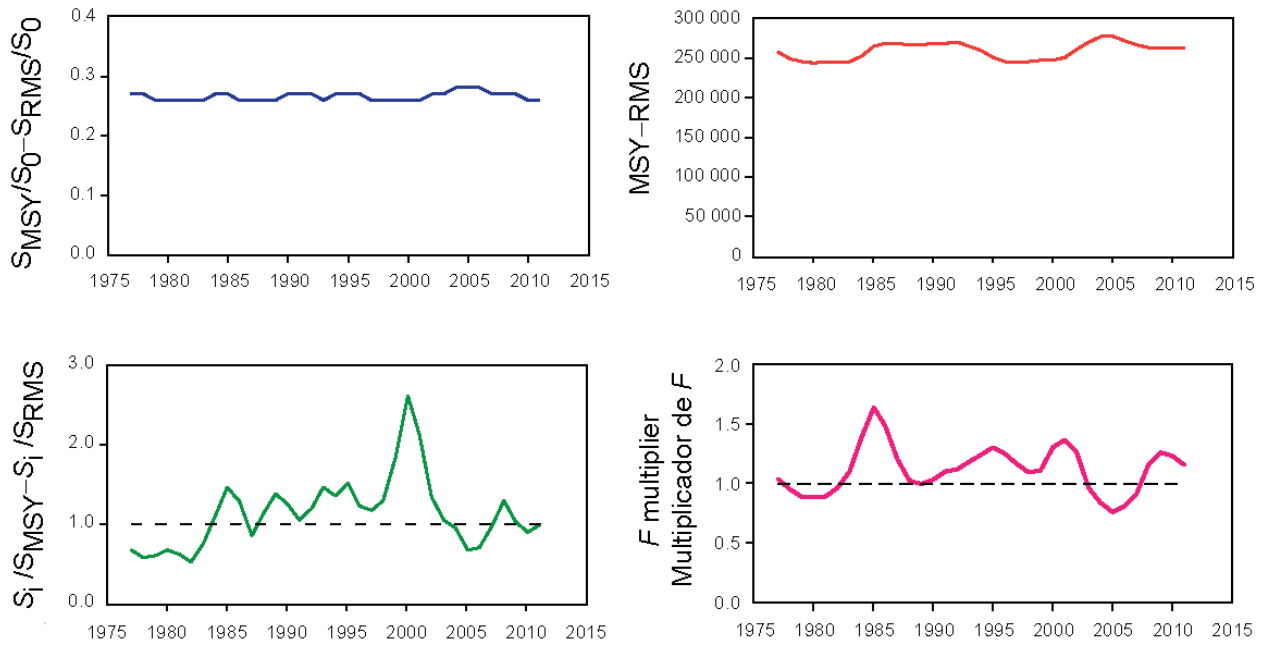 SMSY/S0–SRMS/S0
0.4
0.3
0.2
0.1
0.0
1975 1980 1985 1990 1995 2000 2005 2010 2015
MSY–RMS
300 000
250 000
200 000
150 000
100 000
50 000
0
1975 1980 1985 1990 1995 2000 2005 2010 2015
Si /SMSY–Si /SRMS
3.0
2.0
1.0
0.0
1975 1980 1985 1990 1995 2000 2005 2010 2015
F multiplier
Multiplicador de F
2.0
1.5
1.0
0.5
0.0
1975 1980 1985 1990 1995 2000 2005 2010 2015